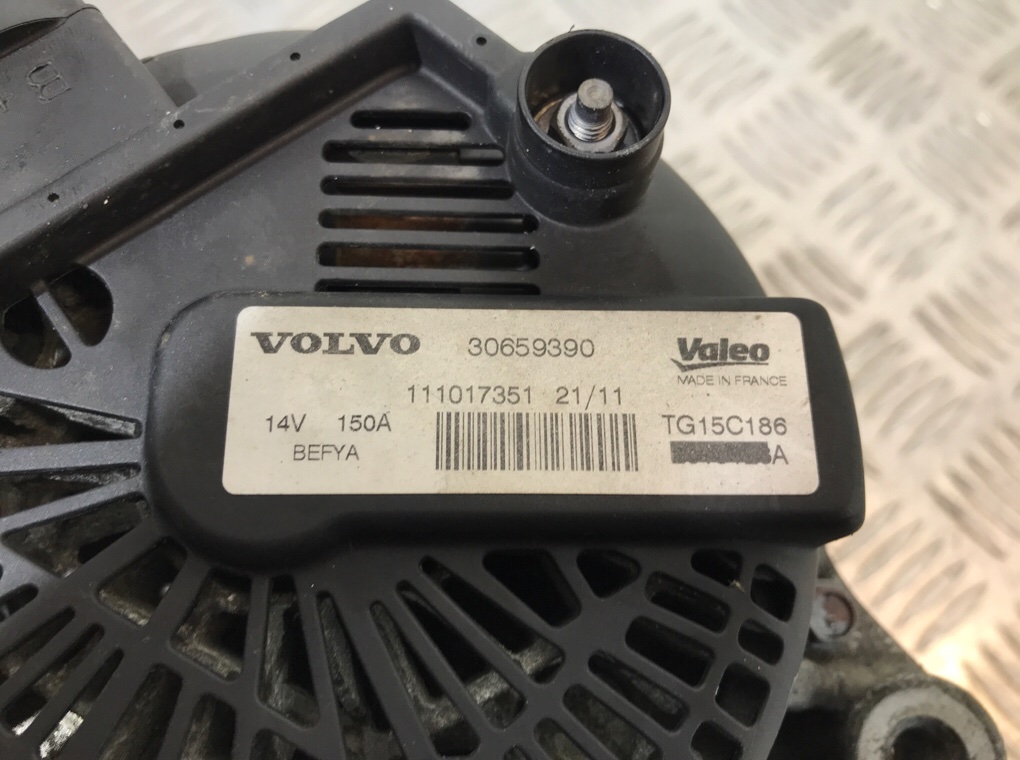 VOLVO 30659390 Valeo
MADE IN FRANCE
111017351 21/11
14V 150A TG15C186
BEFYA